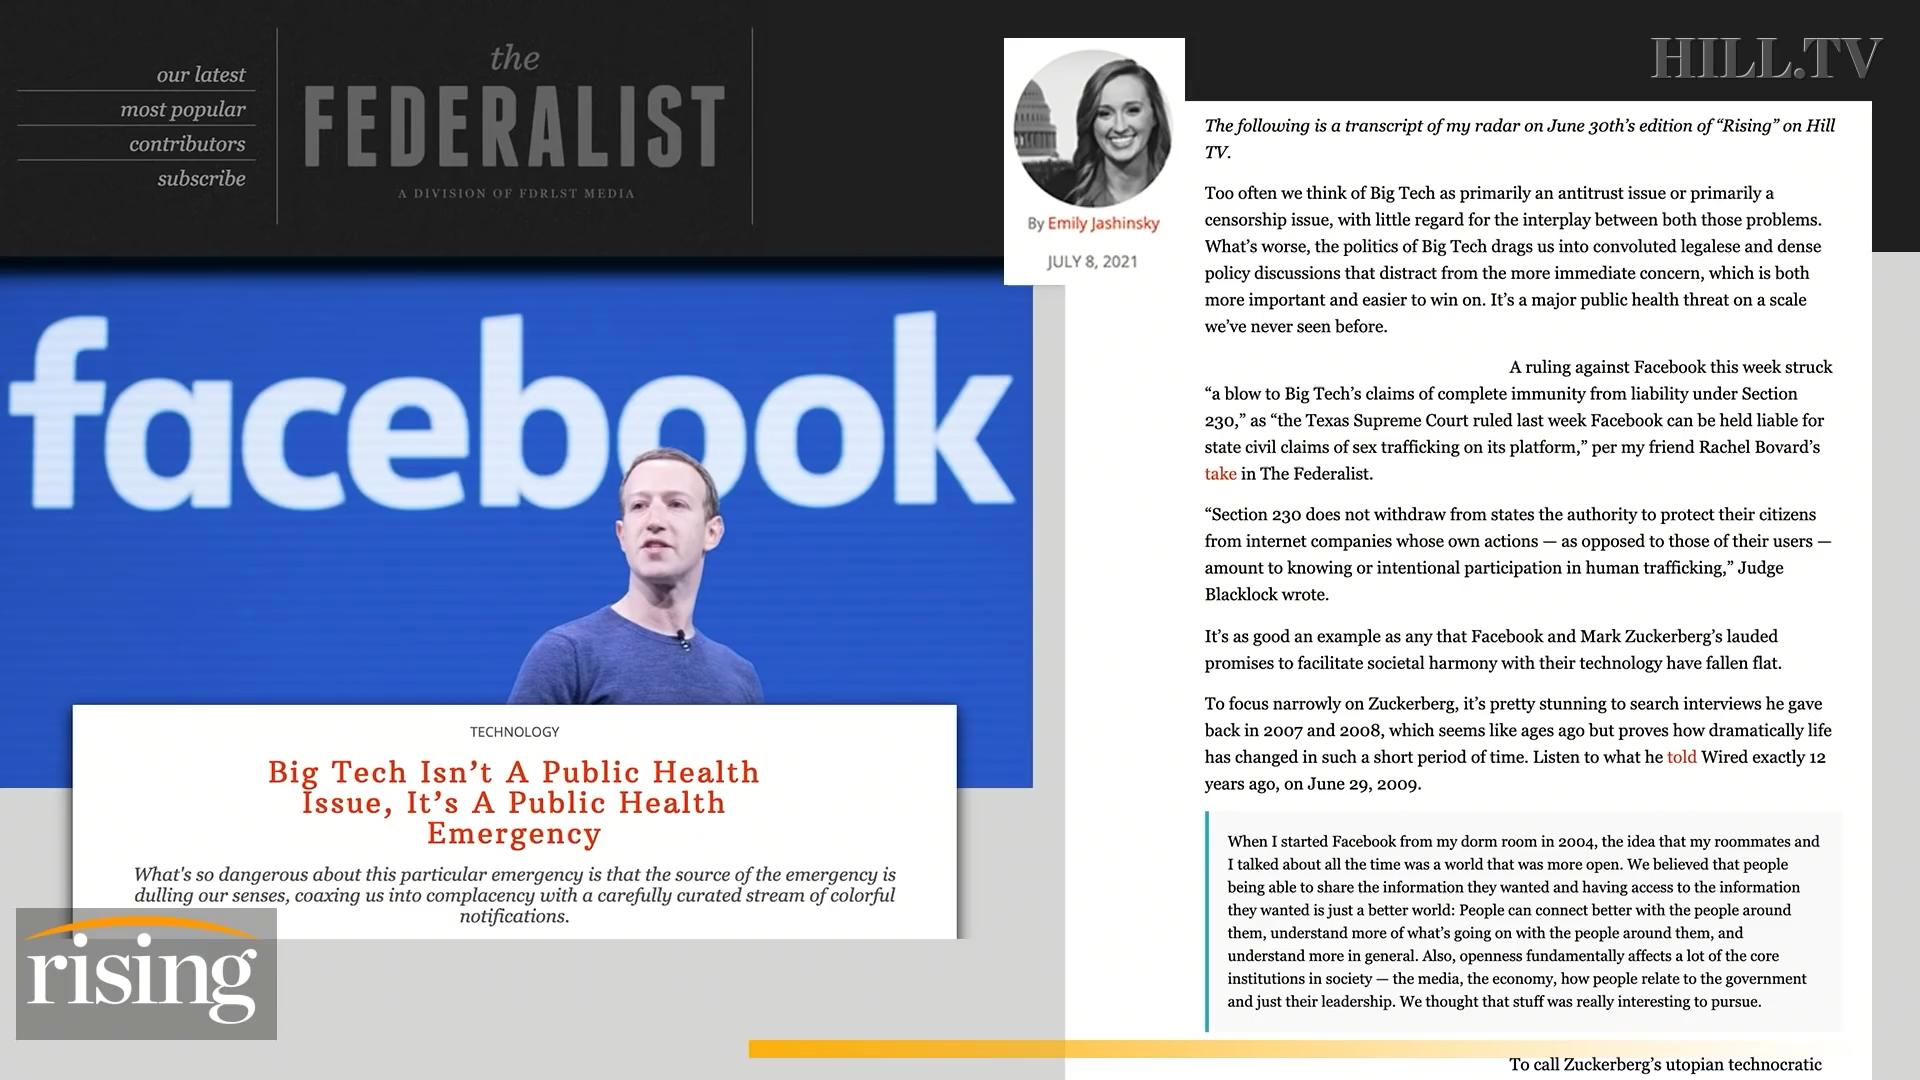 our latest
most popular
contributors
subscribe
the
FEDERALIST
A DIVISION OF FDRLST MEDIA
HILL.TV
facebook
TECHNOLOGY
Big Tech Isn’t A Public Health
Issue, It’s A Public Health
Emergency
What's so dangerous about this particular emergency is that the source of the emergency is
dulling our senses, coaxing us into complacency with a carefully curated stream of colorful
notifications.
rising
By Emily Jashinsky
JULY 8, 2021
The following is a transcript of my radar on June 30th’s edition of “Rising” on Hill
TV.
Too often we think of Big Tech as primarily an antitrust issue or primarily a
censorship issue, with little regard for the interplay between both those problems.
What’s worse, the politics of Big Tech drags us into convoluted legalese and dense
policy discussions that distract from the more immediate concern, which is both
more important and easier to win on. It’s a major public health threat on a scale
we’ve never seen before.
A ruling against Facebook this week struck
“a blow to Big Tech’s claims of complete immunity from liability under Section
230,” as “the Texas Supreme Court ruled last week Facebook can be held liable for
state civil claims of sex trafficking on its platform,” per my friend Rachel Bovard’s
take in The Federalist.
“Section 230 does not withdraw from states the authority to protect their citizens
from internet companies whose own actions — as opposed to those of their users —
amount to knowing or intentional participation in human trafficking,” Judge
Blacklock wrote.
It’s as good an example as any that Facebook and Mark Zuckerberg’s lauded
promises to facilitate societal harmony with their technology have fallen flat.
To focus narrowly on Zuckerberg, it’s pretty stunning to search interviews he gave
back in 2007 and 2008, which seems like ages ago but proves how dramatically life
has changed in such a short period of time. Listen to what he told Wired exactly 12
years ago, on June 29, 2009.
When I started Facebook from my dorm room in 2004, the idea that my roommates and
I talked about all the time was a world that was more open. We believed that people
being able to share the information they wanted and having access to the information
they wanted is just a better world: People can connect better with the people around
them, understand more of what’s going on with the people around them, and
understand more in general. Also, openness fundamentally affects a lot of the core
institutions in society — the media, the economy, how people relate to the government
and just their leadership. We thought that stuff was really interesting to pursue.
To call Zuckerberg’s utopian technocratic